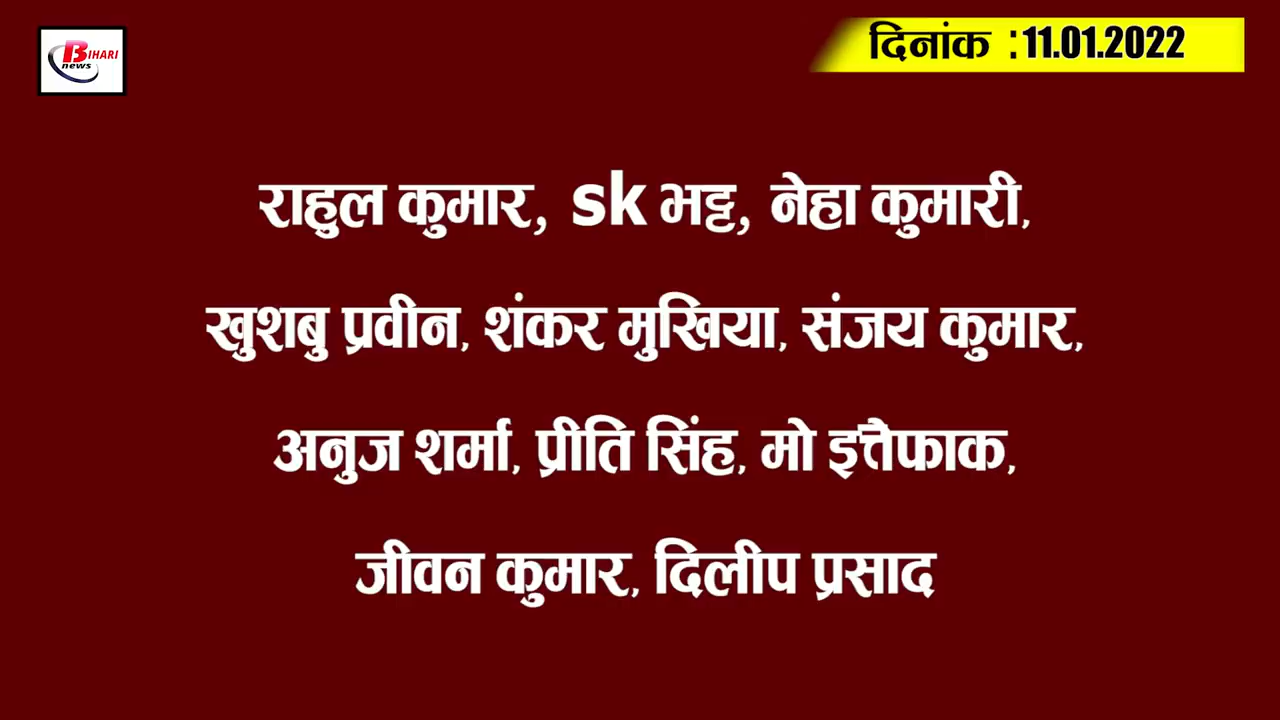 BIHARI
news
दिनांक : 11.01.2022
राहुल कुमार, sk भट्ट, नेहा कुमारी,
खुशबु प्रवीन, शंकर मुखिया, संजय कुमार,
अनुज शर्मा, प्रीति सिंह, मो इत्तैफाक,
जीवन कुमार, दिलीप प्रसाद